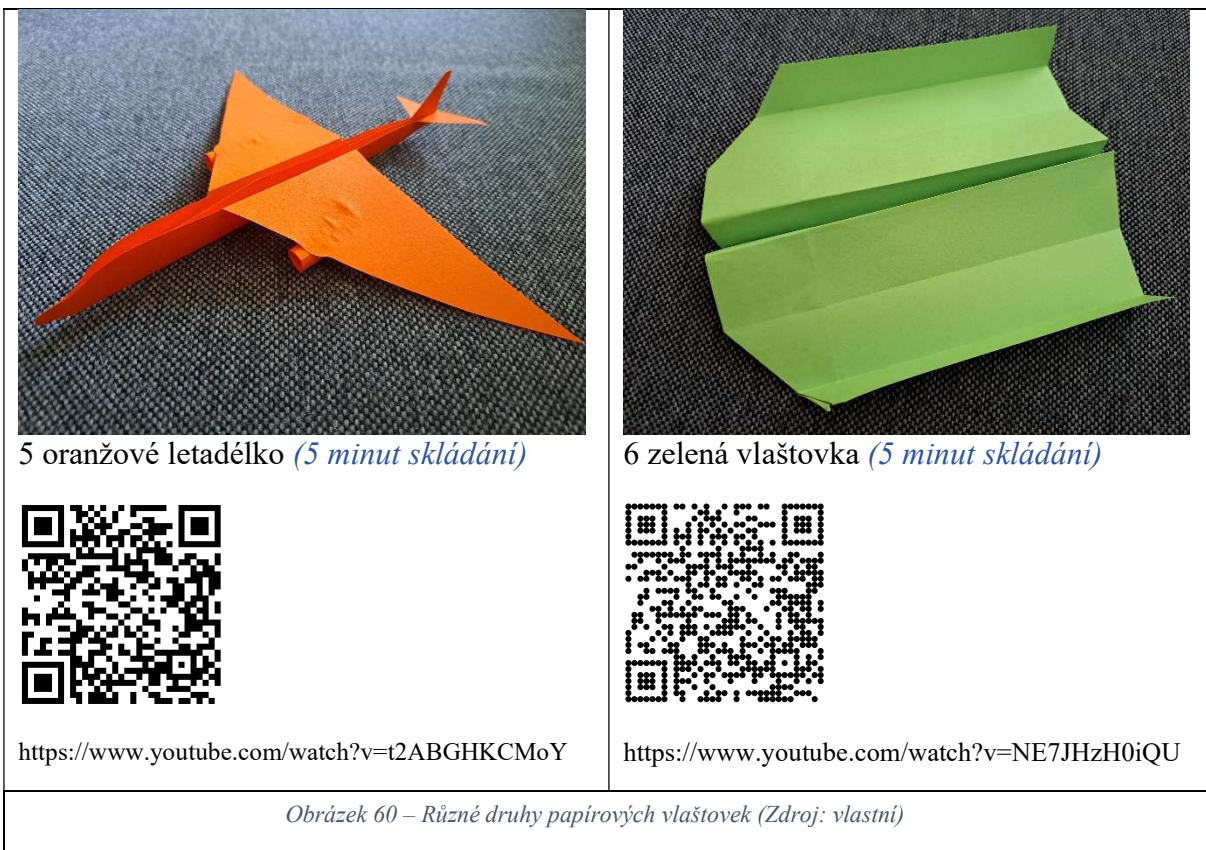 5 oranžové letadélko (5 minut skládání)
https://www.youtube.com/watch?v=t2ABGHKCMoY
6 zelená vlaštovka (5 minut skládání)
https://www.youtube.com/watch?v=NE7JHzH0iQU
Obrázek 60 – Různé druhy papírových vlaštovek (Zdroj: vlastní)